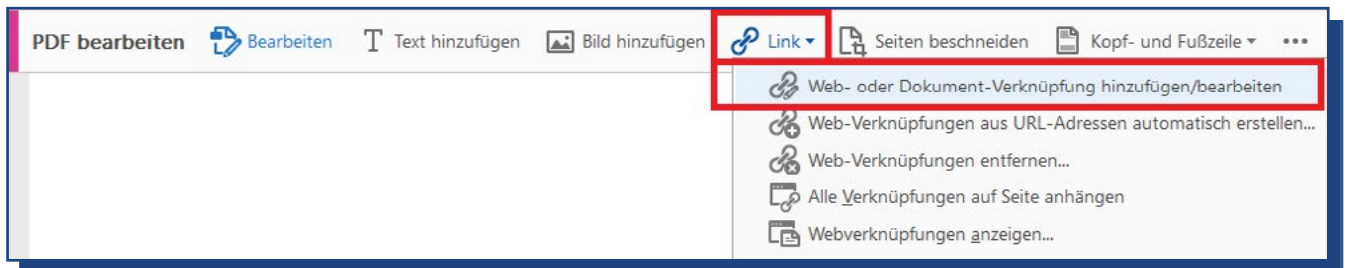 PDF bearbeiten Bearbeiten Text hinzufügen Bild hinzufügen Link Seiten beschneiden Kopf- und Fußzeile
Web- oder Dokument-Verknüpfung hinzufügen/bearbeiten
Web-Verknüpfungen aus URL-Adressen automatisch erstellen...
Web-Verknüpfungen entfernen...
Alle Verknüpfungen auf Seite anhängen
Webverknüpfungen anzeigen...